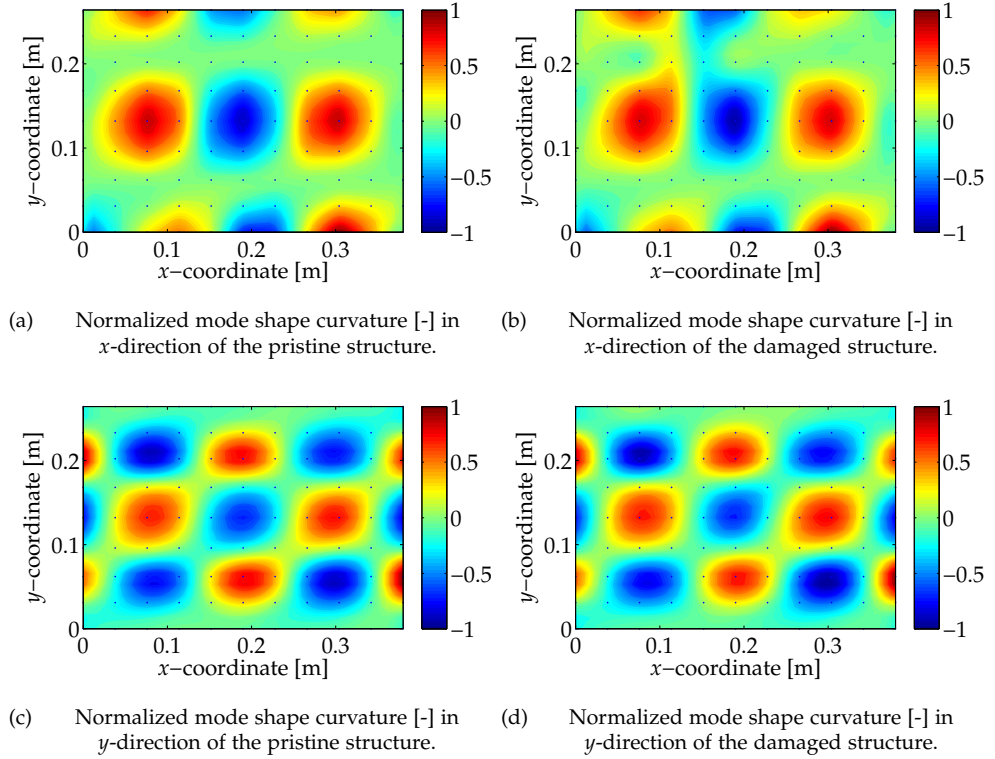 1
0.5
0
−0.5
−1
0.2
0.1
0
y−coordinate [m]
0 0.1 0.2 0.3
x−coordinate [m]
(a) Normalized mode shape curvature [-] in
x-direction of the pristine structure.
1
0.5
0
−0.5
−1
0.2
0.1
0
y−coordinate [m]
0 0.1 0.2 0.3
x−coordinate [m]
(b) Normalized mode shape curvature [-] in
x-direction of the damaged structure.
1
0.5
0
−0.5
−1
0.2
0.1
0
y−coordinate [m]
0 0.1 0.2 0.3
x−coordinate [m]
(c) Normalized mode shape curvature [-] in
y-direction of the pristine structure.
1
0.5
0
−0.5
−1
0.2
0.1
0
y−coordinate [m]
0 0.1 0.2 0.3
x−coordinate [m]
(d) Normalized mode shape curvature [-] in
y-direction of the damaged structure.